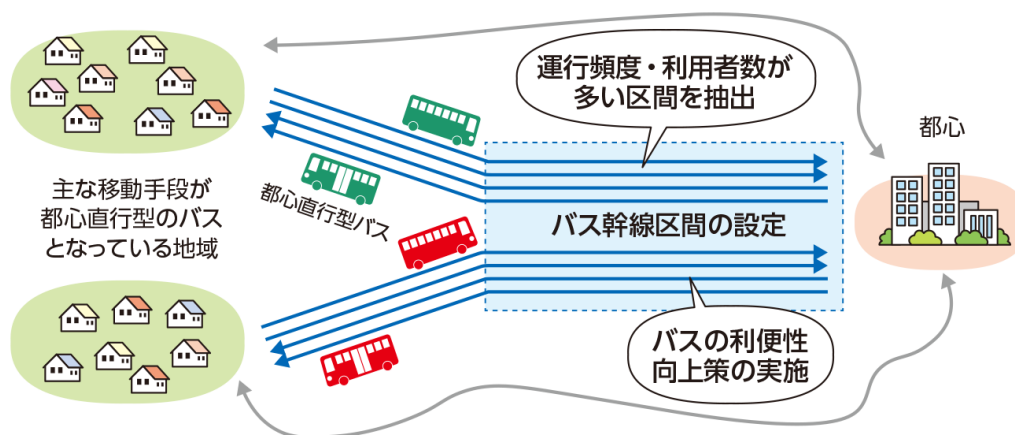 運行頻度・利用者数が
多い区間を抽出
都心
主な移動手段が
都心直行型のバス
となっている地域
都心直行型バス
バス幹線区間の設定
バスの利便性
向上策の実施